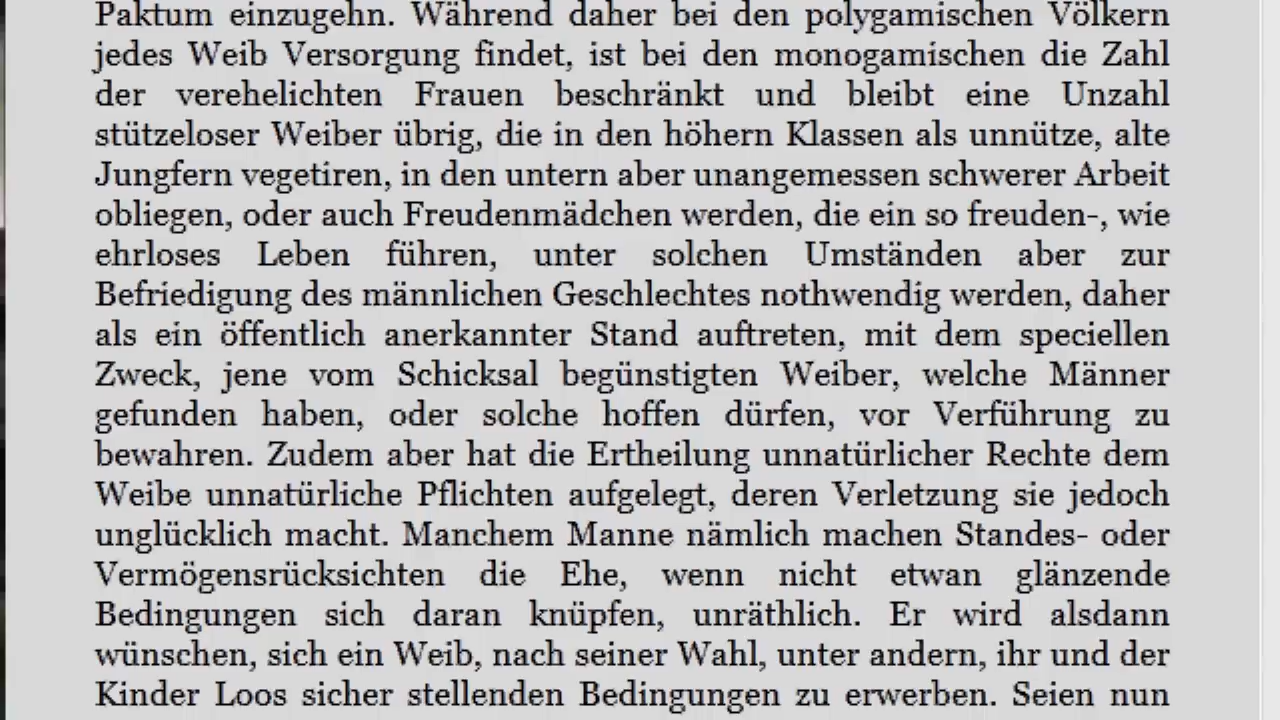 Paktum einzugehn. Während daher bei den polygamischen Völkern
jedes Weib Versorgung findet, ist bei den monogamischen die Zahl
der verehelichten Frauen beschränkt und bleibt eine Unzahl
stützeloser Weiber übrig, die in den höhern Klassen als unnütze, alte
Jungfern vegetiren, in den untern aber unangemessen schwerer Arbeit
obliegen, oder auch Freudenmädchen werden, die ein so freuden-, wie
ehrloses Leben führen, unter solchen Umständen aber zur
Befriedigung des männlichen Geschlechtes nothwendig werden, daher
als ein öffentlich anerkannter Stand auftreten, mit dem speciellen
Zweck, jene vom Schicksal begünstigten Weiber, welche Männer
gefunden haben, oder solche hoffen dürfen, vor Verführung zu
bewahren. Zudem aber hat die Ertheilung unnatürlicher Rechte dem
Weibe unnatürliche Pflichten aufgelegt, deren Verletzung sie jedoch
unglücklich macht. Manchem Manne nämlich machen Standes- oder
Vermögensrücksichten die Ehe, wenn nicht etwan glänzende
Bedingungen sich daran knüpfen, unräthlich. Er wird alsdann
wünschen, sich ein Weib, nach seiner Wahl, unter andern, ihr und der
Kinder Loos sicher stellenden Bedingungen zu erwerben. Seien nun